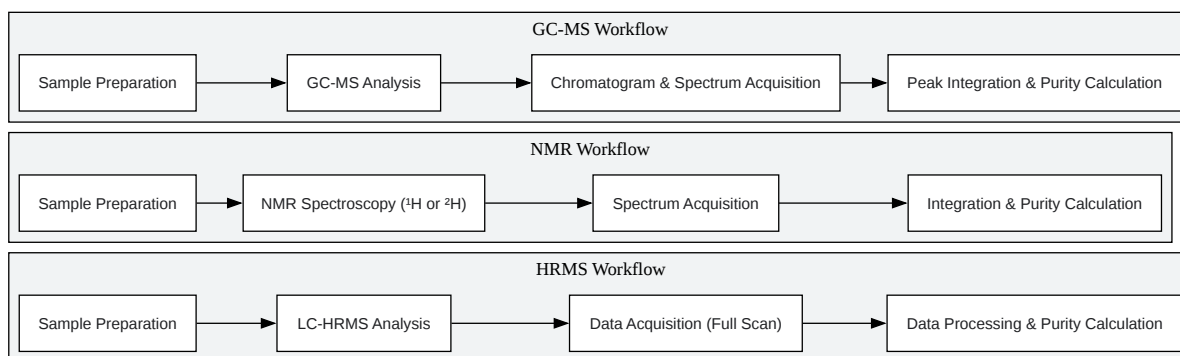 GC-MS Workflow
Sample Preparation
GC-MS Analysis
Chromatogram & Spectrum Acquisition
Peak Integration & Purity Calculation
NMR Workflow
Sample Preparation
NMR Spectroscopy (¹H or ²H)
Spectrum Acquisition
Integration & Purity Calculation
HRMS Workflow
Sample Preparation
LC-HRMS Analysis
Data Acquisition (Full Scan)
Data Processing & Purity Calculation